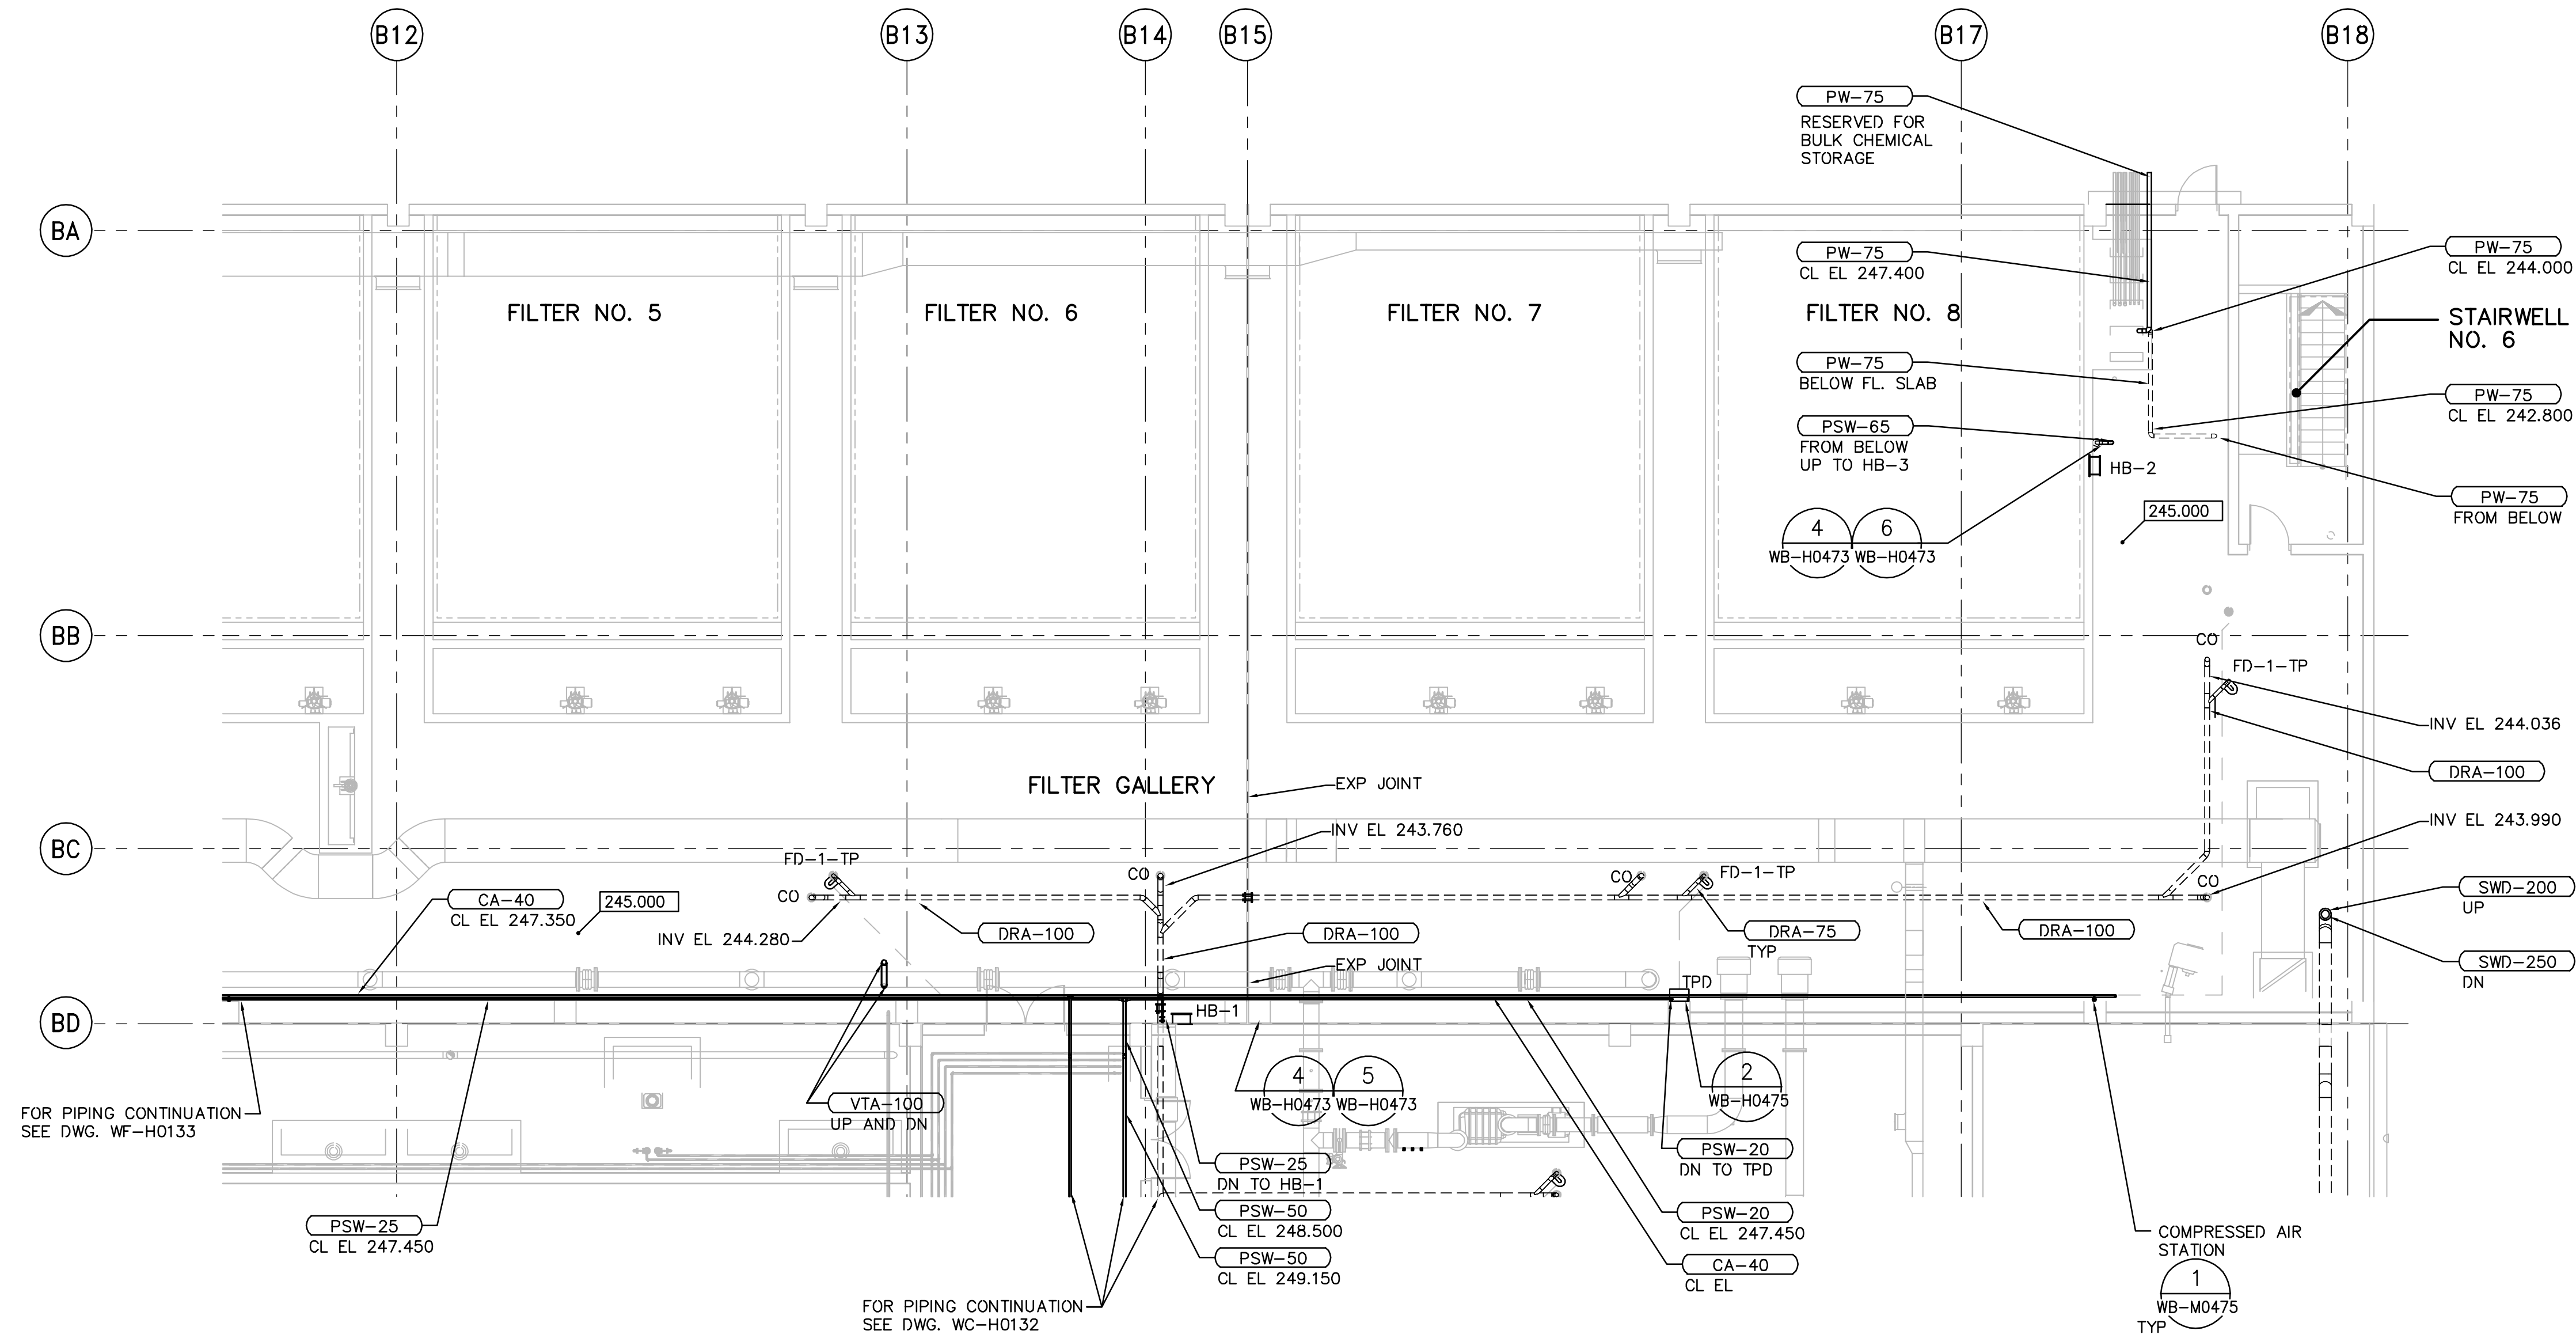 B12
B13
B14
B15
B17
B18
PW-75
RESERVED FOR
BULK CHEMICAL
STORAGE
BA
PW-75
CL EL 247.400
PW-75
CL EL 244.000
FILTER NO. 5
FILTER NO. 6
FILTER NO. 7
FILTER NO. 8
STAIRWELL
NO. 6
PW-75
BELOW FL. SLAB
PW-75
CL EL 242.800
PSW-65
FROM BELOW
UP TO HB-3
HB-2
PW-75
FROM BELOW
245.000
4
WB-H0473
6
WB-H0473
BB
CO
FD-1-TP
INV EL 244.036
DRA-100
FILTER GALLERY
EXP JOINT
INV EL 243.760
INV EL 243.990
BC
FD-1-TP
CO
CO
CO
FD-1-TP
CO
CA-40
CL EL 247.350
245.000
INV EL 244.280
DRA-100
DRA-100
DRA-75
TYP
DRA-100
SWD-200
UP
SWD-250
DN
EXP JOINT
TPD
HB-1
BD
4
WB-H0473
5
WB-H0473
2
WB-H0475
FOR PIPING CONTINUATION
SEE DWG. WF-H0133
VTA-100
UP AND DN
PSW-25
DN TO HB-1
PSW-20
DN TO TPD
PSW-25
CL EL 247.450
PSW-50
CL EL 248.500
PSW-20
CL EL 247.450
PSW-50
CL EL 249.150
CA-40
CL EL
COMPRESSED AIR
STATION
1
WB-M0475
TYP
FOR PIPING CONTINUATION
SEE DWG. WC-H0132